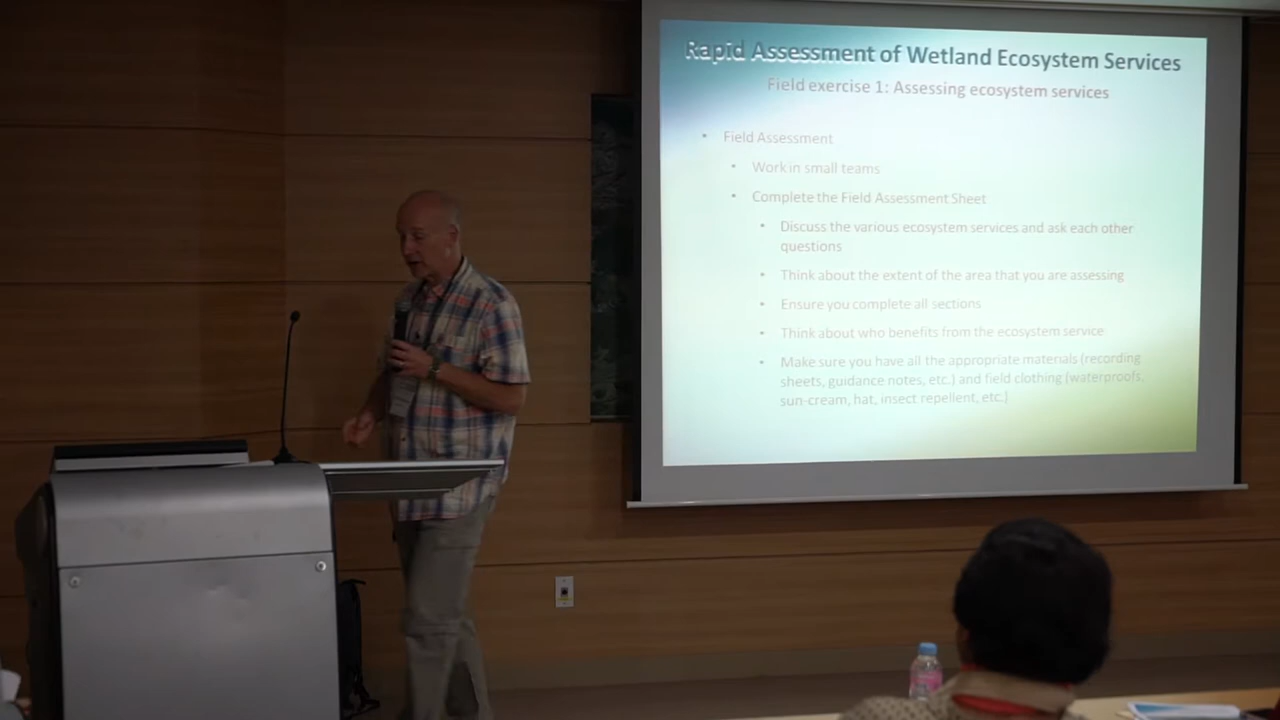 Rapid Assessment of Wetland Ecosystem Services
Field exercise 1: Assessing ecosystem services
• Field Assessment
• Work in small teams
• Complete the Field Assessment Sheet
• Discuss the various ecosystem services and ask each other
questions
• Think about the extent of the area that you are assessing
• Ensure you complete all sections
• Think about who benefits from the ecosystem service
• Make sure you have all the appropriate materials (recording
sheets, guidance notes, etc.) and field clothing (waterproofs,
sun-cream, hat, insect repellent, etc.)